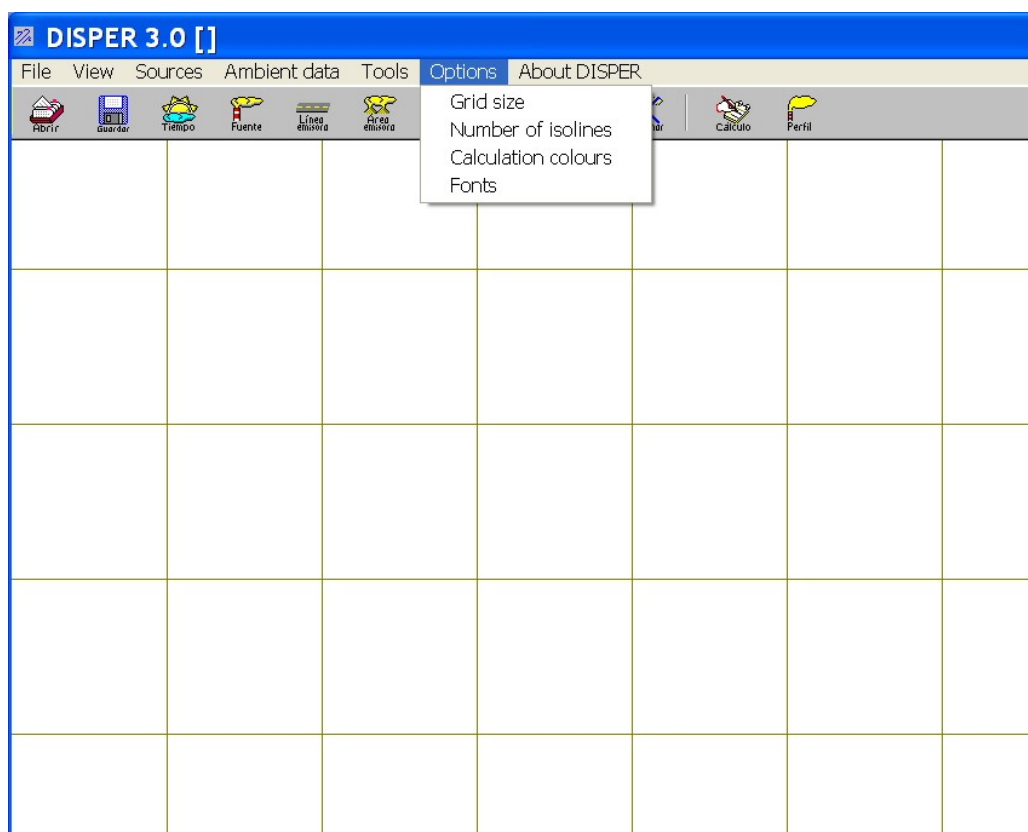 DISPER 3.0 []
File View Sources Ambient data Tools Options About DISPER
Abrir Guardar Tiempo Fuente Línea emisora Area emisora Calculo Perfil
Grid size
Number of isolines
Calculation colours
Fonts